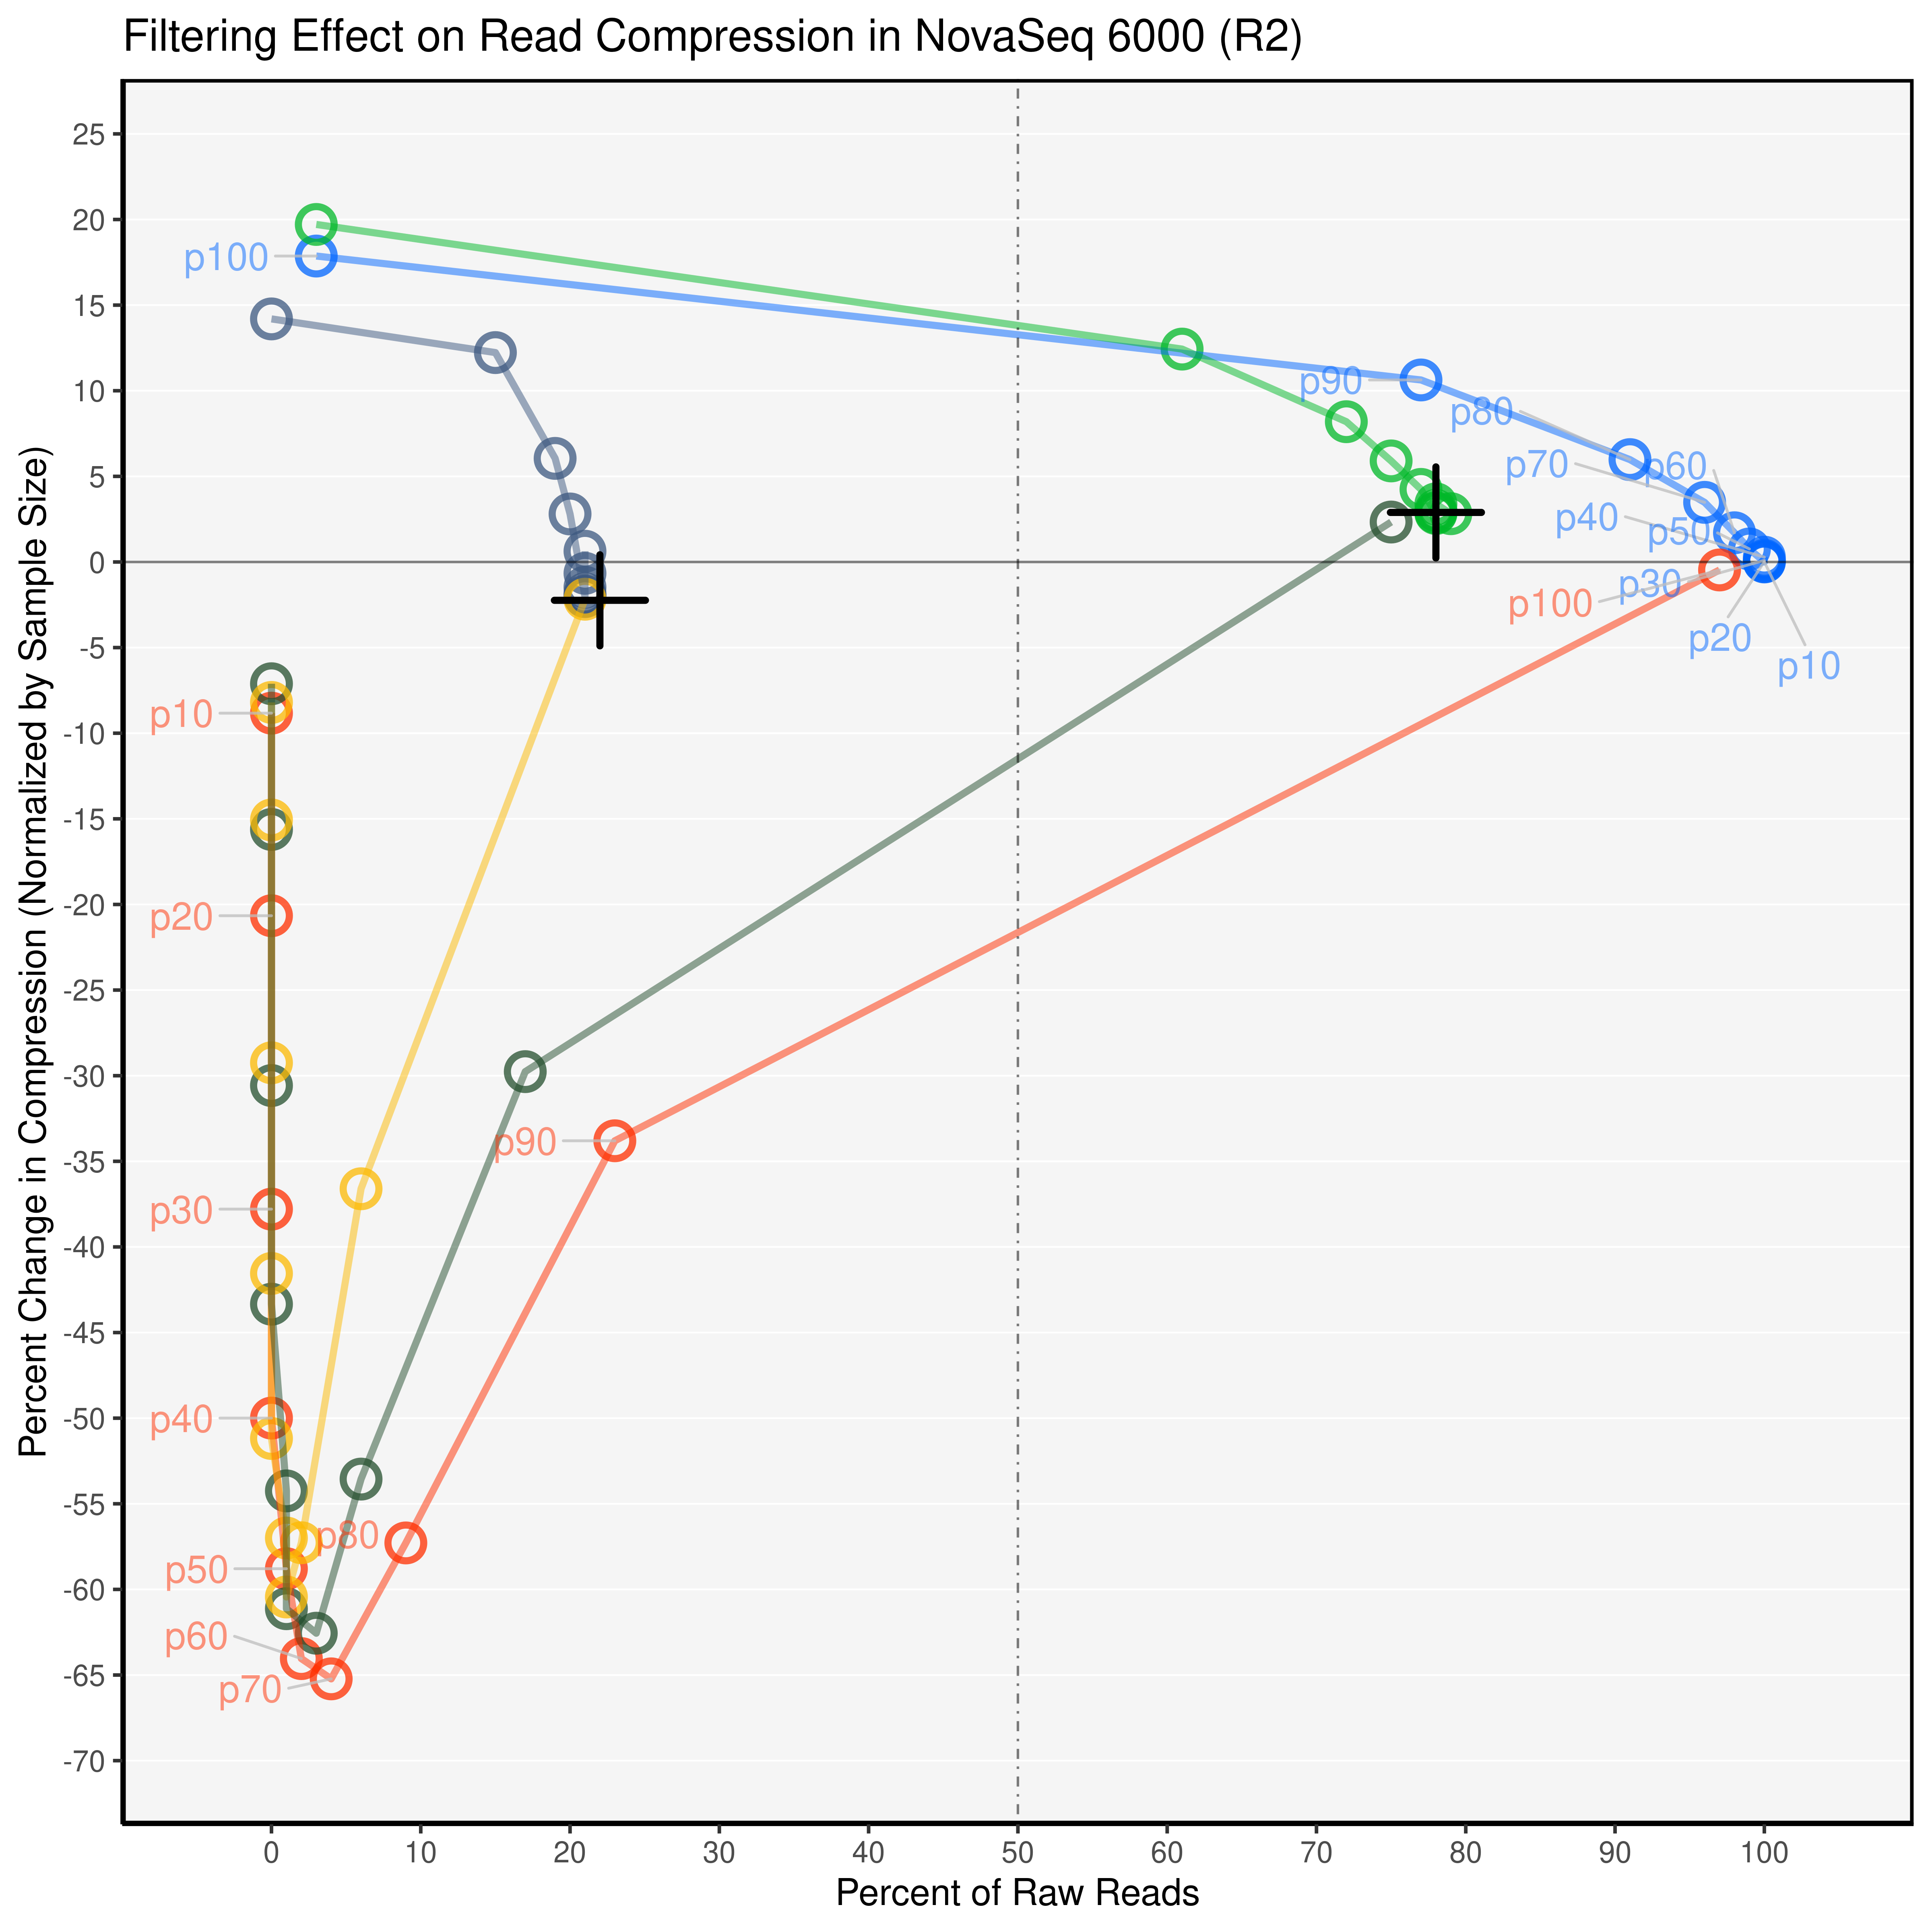 Filtering Effect on Read Compression in NovaSeq 6000 (R2)
Percent Change in Compression (Normalized by Sample Size)
25
20
15
10
5
0
-5
-10
-15
-20
-25
-30
-35
-40
-45
-50
-55
-60
-65
-70
p100
p90
p80
p70
p60
p40
p50
p30
p100
p20
p10
p10
p20
p30
p90
p40
p80
p50
p60
p70
0 10 20 30 40 50 60 70 80 90 100
Percent of Raw Reads